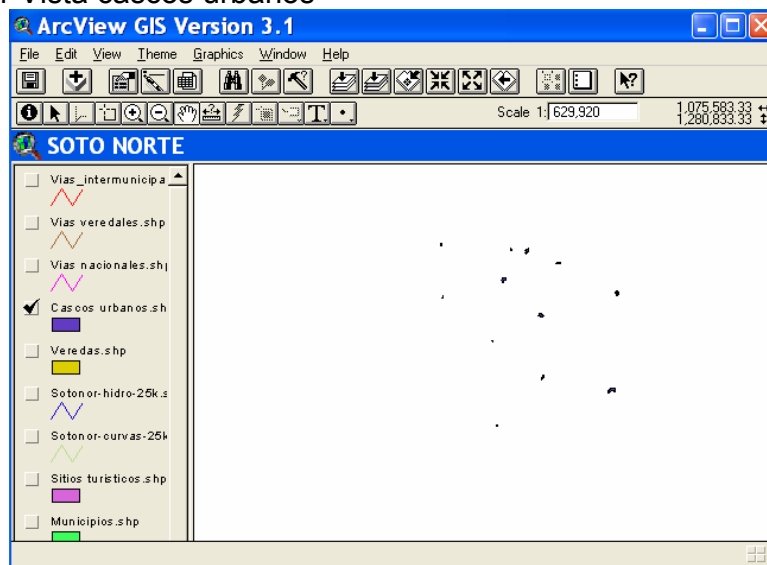 Vista cascos urbanos
ArcView GIS Version 3.1
File Edit View Theme Graphics Window Help
Scale 1: 629,920
1,075,583.33
1,280,833.33
SOTO NORTE
Vias_intermunicipa
Vias veredales.shp
Vias nacionales.shp
Cascos urbanos.sh
Veredas.shp
Sotonor-hidro-25k.s
Sotonor-curvas-25k
Sitios turisticos.shp
Municipios.shp